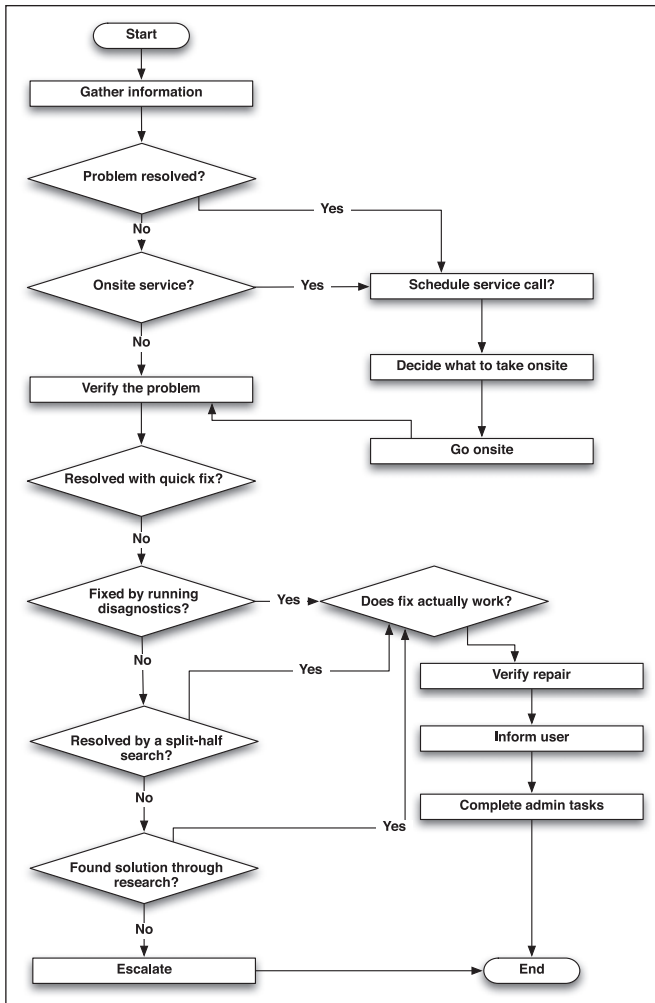 Start
Gather information
Problem resolved?
Yes
No
Onsite service?
Yes
Schedule service call?
No
Decide what to take onsite
Verify the problem
Go onsite
Resolved with quick fix?
No
Fixed by running
disagnostics?
Yes
Does fix actually work?
No
Yes
Verify repair
Resolved by a split-half
search?
Inform user
No
Complete admin tasks
Yes
Found solution through
research?
No
Escalate
End